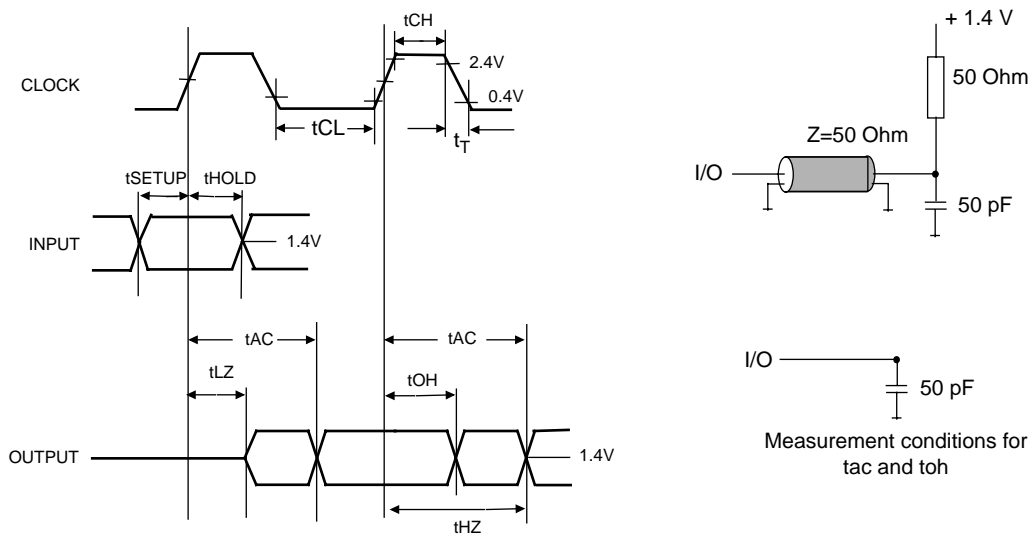 tCH
2.4V
CLOCK
0.4V
tCL
tT
tSETUP
tHOLD
INPUT
1.4V
tAC
tAC
tLZ
tOH
OUTPUT
1.4V
tHZ
+ 1.4 V
50 Ohm
Z=50 Ohm
I/O
50 pF
I/O
50 pF
Measurement conditions for
tac and toh